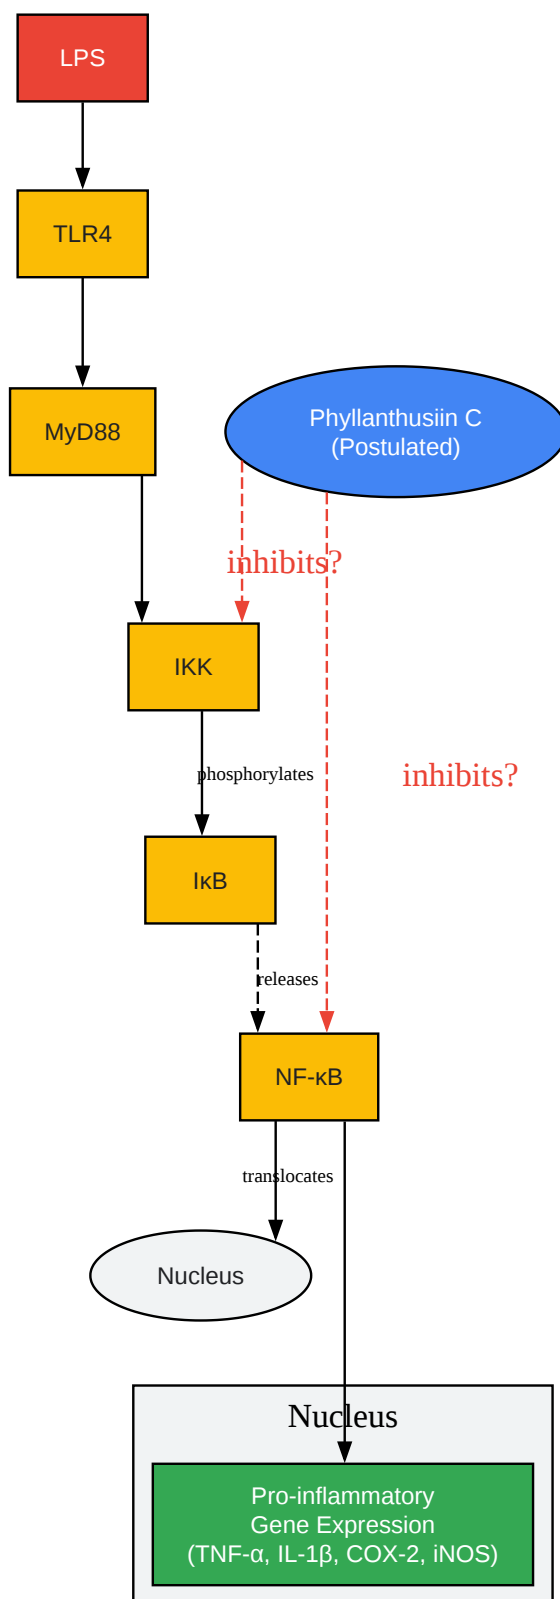 LPS
TLR4
MyD88
Phyllanthusiin C
(Postulated)
inhibits?
IKK
phosphorylates
inhibits?
IκB
releases
NF-κB
translocates
Nucleus
Nucleus
Pro-inflammatory
Gene Expression
(TNF-α, IL-1β, COX-2, iNOS)